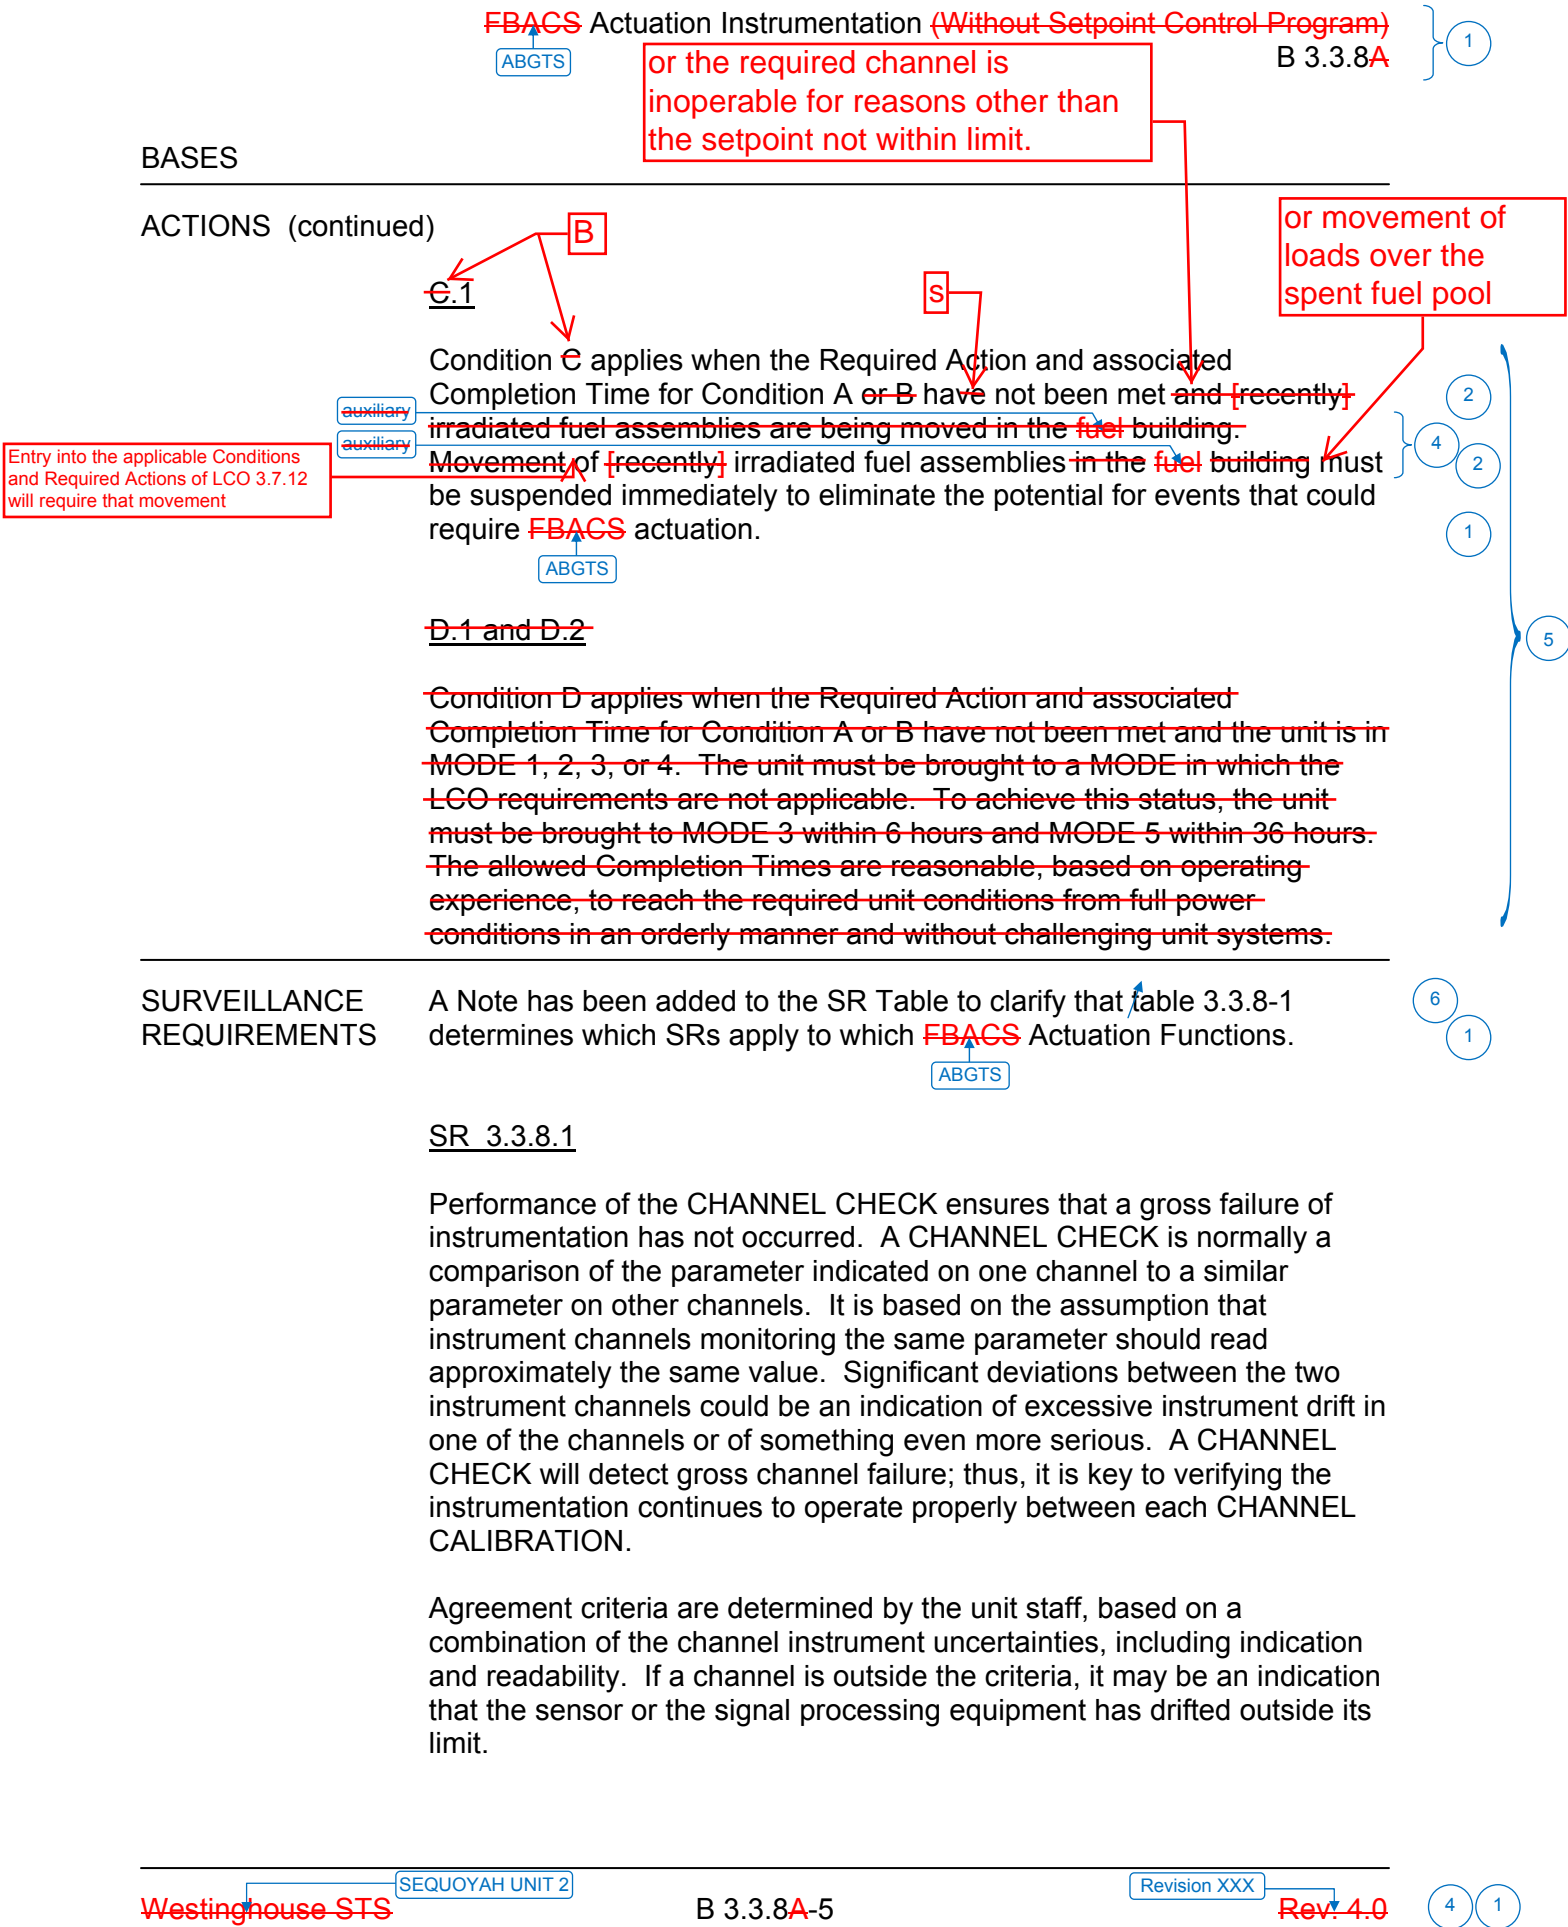 FBACS Actuation Instrumentation (Without Setpoint Control Program)
1
ABGTS
B 3.3.8A
or the required channel is
inoperable for reasons other than
the setpoint not within limit.
BASES
ACTIONS (continued)
B
or movement of
loads over the
spent fuel pool
s
C.1
Condition C applies when the Required Action and associated
Completion Time for Condition A or B have not been met and [recently]
2
auxiliary
irradiated fuel assemblies are being moved in the fuel building.
auxiliary
4
Entry into the applicable Conditions
and Required Actions of LCO 3.7.12
will require that movement
Movement of [recently] irradiated fuel assemblies in the fuel building must
2
be suspended immediately to eliminate the potential for events that could
require FBACS actuation.
1
ABGTS
D.1 and D.2
5
Condition D applies when the Required Action and associated
Completion Time for Condition A or B have not been met and the unit is in
MODE 1, 2, 3, or 4. The unit must be brought to a MODE in which the
LCO requirements are not applicable. To achieve this status, the unit
must be brought to MODE 3 within 6 hours and MODE 5 within 36 hours.
The allowed Completion Times are reasonable, based on operating
experience, to reach the required unit conditions from full power
conditions in an orderly manner and without challenging unit systems.
SURVEILLANCE
REQUIREMENTS
A Note has been added to the SR Table to clarify that table 3.3.8-1
6
determines which SRs apply to which FBACS Actuation Functions.
1
ABGTS
SR 3.3.8.1
Performance of the CHANNEL CHECK ensures that a gross failure of
instrumentation has not occurred. A CHANNEL CHECK is normally a
comparison of the parameter indicated on one channel to a similar
parameter on other channels. It is based on the assumption that
instrument channels monitoring the same parameter should read
approximately the same value. Significant deviations between the two
instrument channels could be an indication of excessive instrument drift in
one of the channels or of something even more serious. A CHANNEL
CHECK will detect gross channel failure; thus, it is key to verifying the
instrumentation continues to operate properly between each CHANNEL
CALIBRATION.
Agreement criteria are determined by the unit staff, based on a
combination of the channel instrument uncertainties, including indication
and readability. If a channel is outside the criteria, it may be an indication
that the sensor or the signal processing equipment has drifted outside its
limit.
SEQUOYAH UNIT 2
Revision XXX
Westinghouse STS
B 3.3.8A-5
Rev. 4.0
4
1